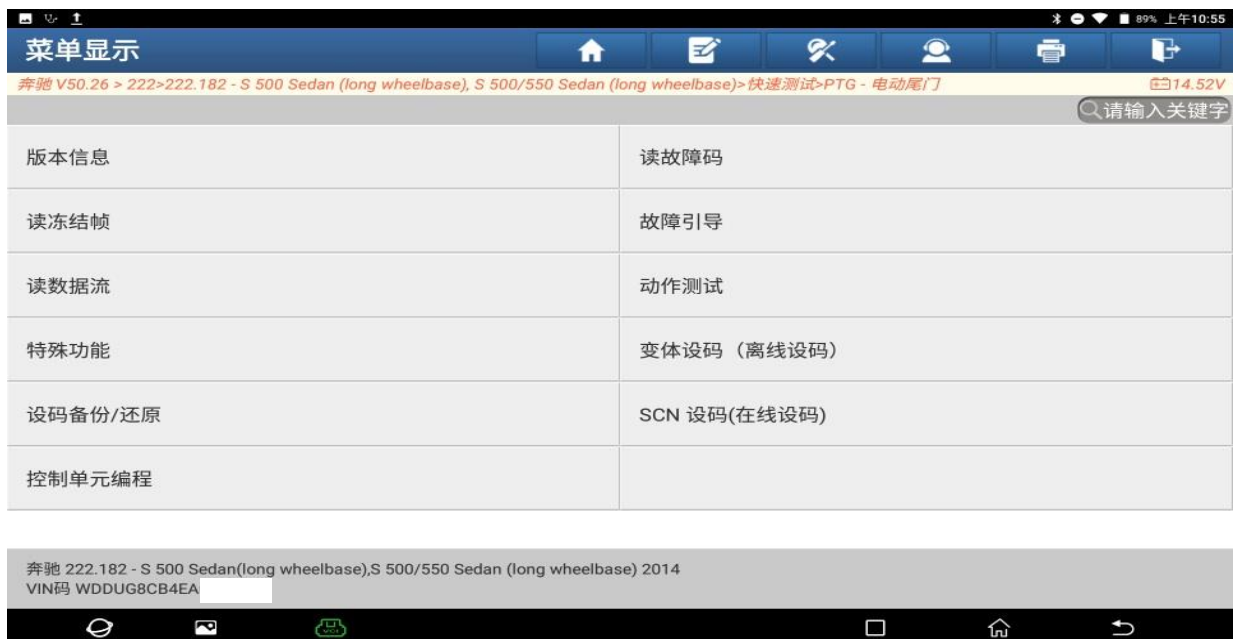 89% 上午10:55
菜单显示
奔驰 V50.26 > 222>222.182 - S 500 Sedan (long wheelbase), S 500/550 Sedan (long wheelbase)>快速测试>PTG - 电动尾门 14.52V
请输入关键字
版本信息 读故障码
读冻结帧 故障引导
读数据流 动作测试
特殊功能 变体设码（离线设码）
设码备份/还原 SCN 设码(在线设码)
控制单元编程
奔驰 222.182 - S 500 Sedan(long wheelbase),S 500/550 Sedan (long wheelbase) 2014
VIN码 WDDUG8CB4EA
VCI